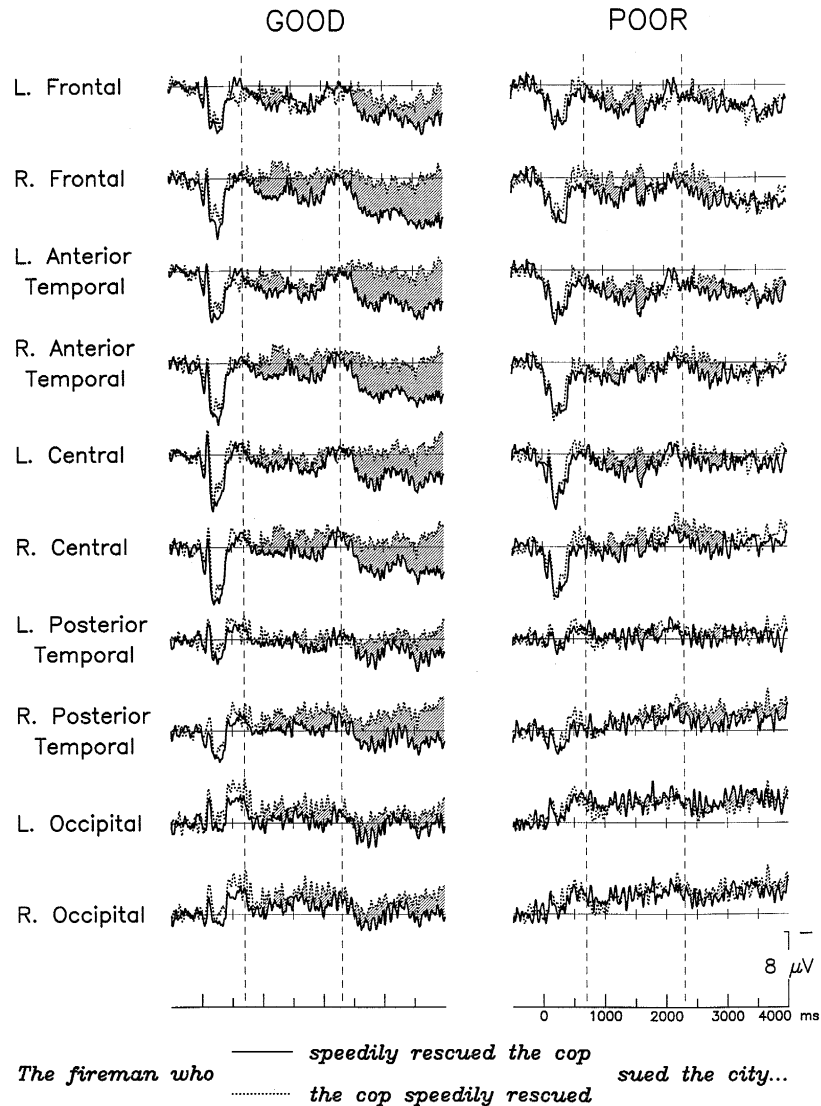 GOOD POOR
L. Frontal
R. Frontal
L. Anterior
Temporal
R. Anterior
Temporal
L. Central
R. Central
L. Posterior
Temporal
R. Posterior
Temporal
L. Occipital
R. Occipital
8 μV
0 1000 2000 3000 4000 ms
speedily rescued the cop
The fireman who sued the city...
the cop speedily rescued